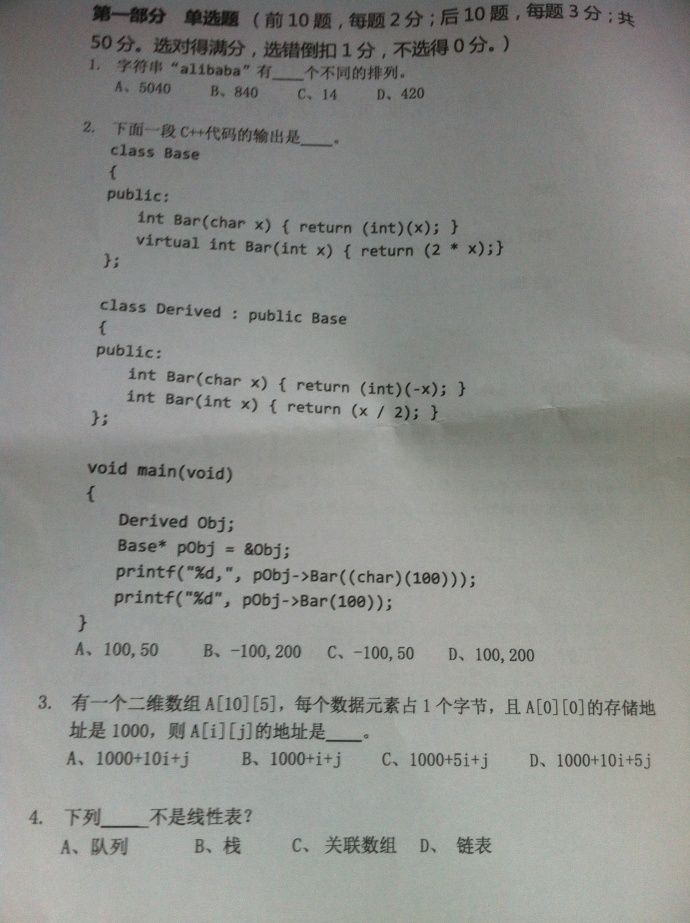 第一部分 单选题（前10题，每题2分；后10题，每题3分；共
50分。选对得满分，选错倒扣1分，不选得0分。）
1. 字符串“alibaba”有____个不同的排列。
A、5040 B、840 C、14 D、420
2. 下面一段C++代码的输出是____。
class Base
{
public:
int Bar(char x) { return (int)(x); }
virtual int Bar(int x) { return (2 * x);}
};
class Derived : public Base
{
public:
int Bar(char x) { return (int)(-x); }
int Bar(int x) { return (x / 2); }
};
void main(void)
{
Derived Obj;
Base* pObj = &Obj;
printf("%d,", pObj->Bar((char)(100)));
printf("%d", pObj->Bar(100));
}
A、100,50 B、-100,200 C、-100,50 D、100,200
3. 有一个二维数组A[10][5]，每个数据元素占1个字节，且A[0][0]的存储地
址是1000，则A[i][j]的地址是____。
A、1000+10i+j B、1000+i+j C、1000+5i+j D、1000+10i+5j
4. 下列____不是线性表？
A、队列 B、栈 C、关联数组 D、链表